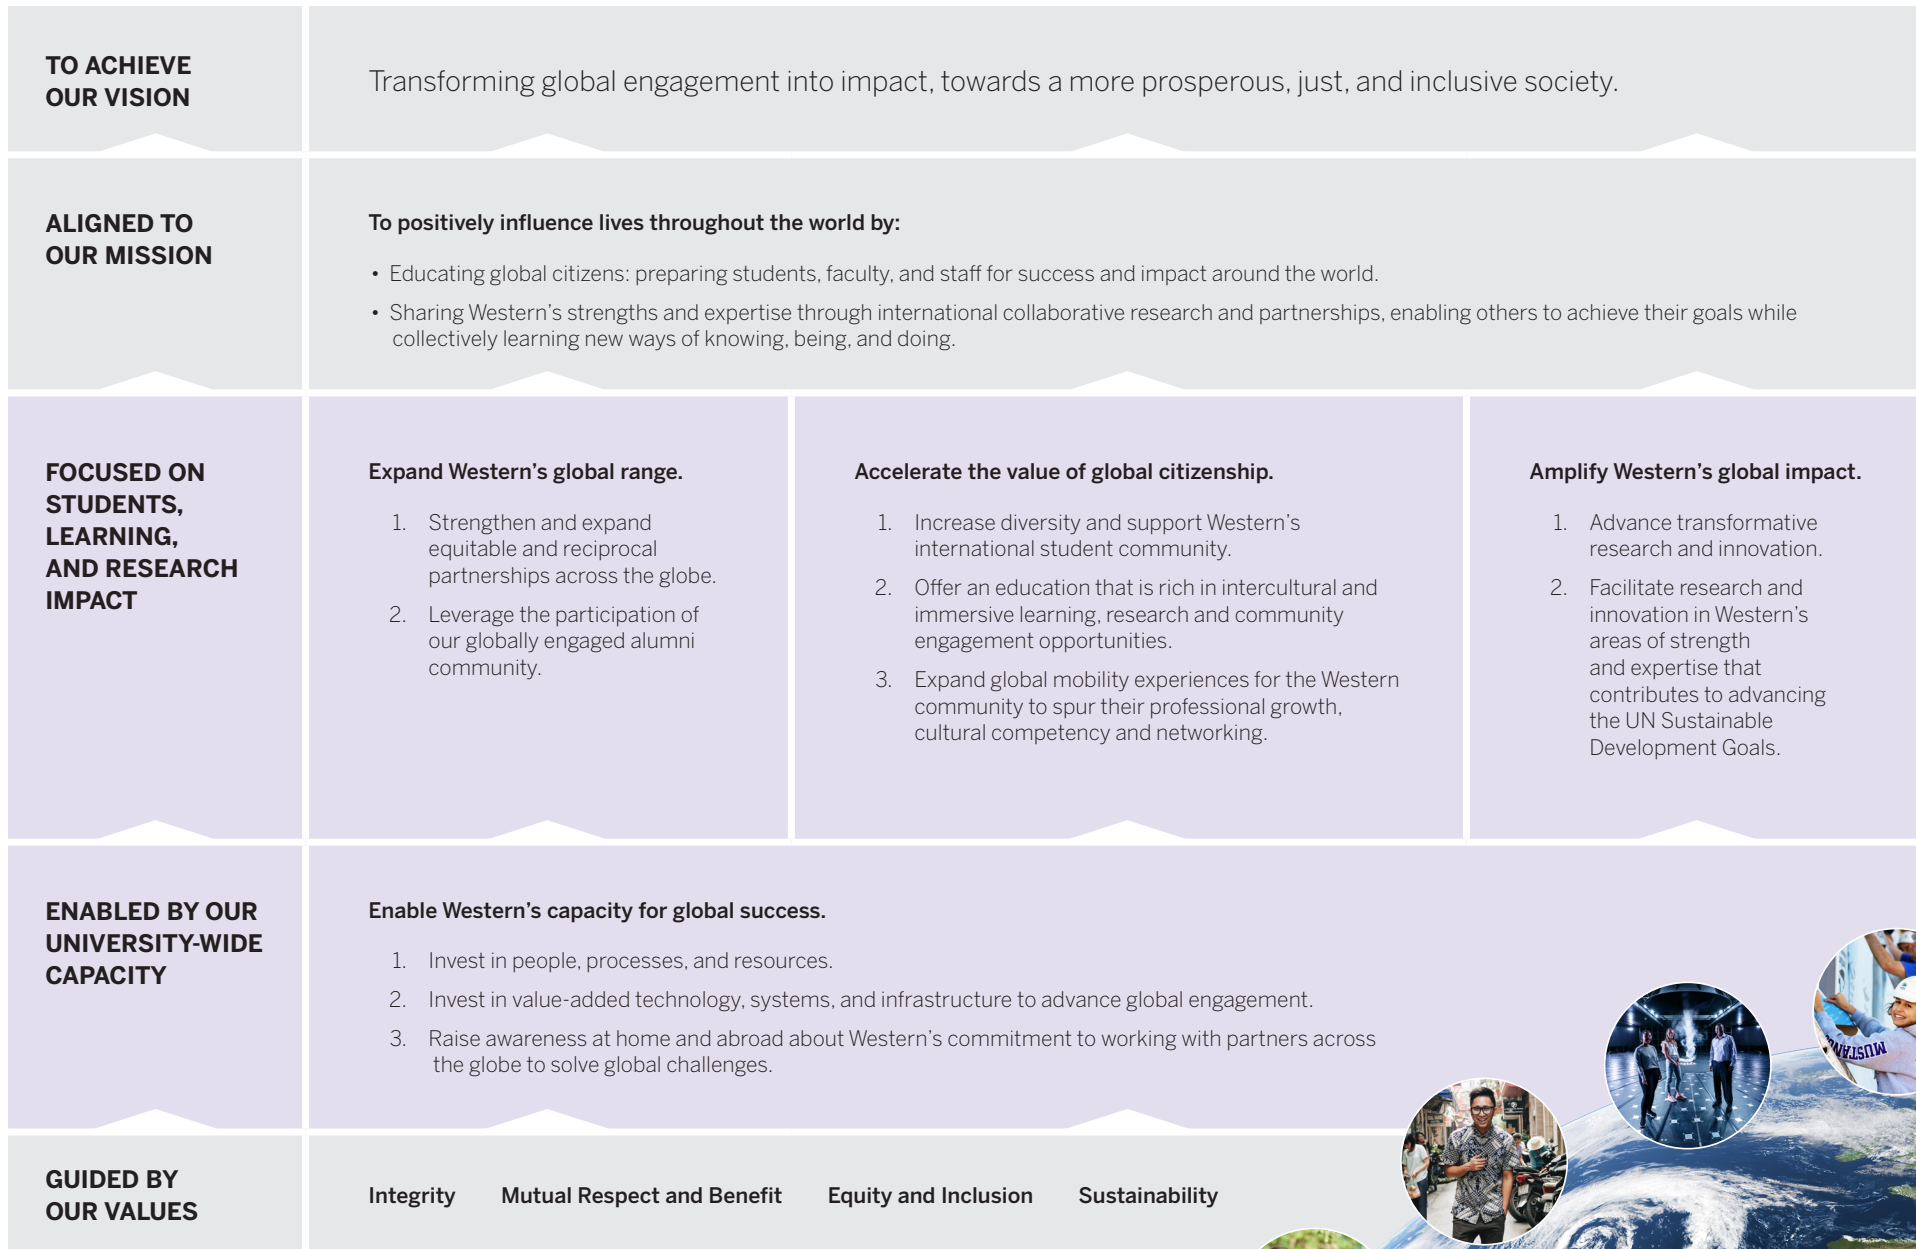 TO ACHIEVE
OUR VISION
Transforming global engagement into impact, towards a more prosperous, just, and inclusive society.
ALIGNED TO
OUR MISSION
To positively influence lives throughout the world by:
• Educating global citizens: preparing students, faculty, and staff for success and impact around the world.
• Sharing Western’s strengths and expertise through international collaborative research and partnerships, enabling others to achieve their goals while
collectively learning new ways of knowing, being, and doing.
FOCUSED ON
STUDENTS,
LEARNING,
AND RESEARCH
IMPACT
Expand Western’s global range.
1. Strengthen and expand
equitable and reciprocal
partnerships across the globe.
2. Leverage the participation of
our globally engaged alumni
community.
Accelerate the value of global citizenship.
1. Increase diversity and support Western’s
international student community.
2. Offer an education that is rich in intercultural and
immersive learning, research and community
engagement opportunities.
3. Expand global mobility experiences for the Western
community to spur their professional growth,
cultural competency and networking.
Amplify Western’s global impact.
1. Advance transformative
research and innovation.
2. Facilitate research and
innovation in Western’s
areas of strength
and expertise that
contributes to advancing
the UN Sustainable
Development Goals.
ENABLED BY OUR
UNIVERSITY-WIDE
CAPACITY
Enable Western’s capacity for global success.
1. Invest in people, processes, and resources.
2. Invest in value-added technology, systems, and infrastructure to advance global engagement.
3. Raise awareness at home and abroad about Western’s commitment to working with partners across
the globe to solve global challenges.
GUIDED BY
OUR VALUES
Integrity
Mutual Respect and Benefit
Equity and Inclusion
Sustainability